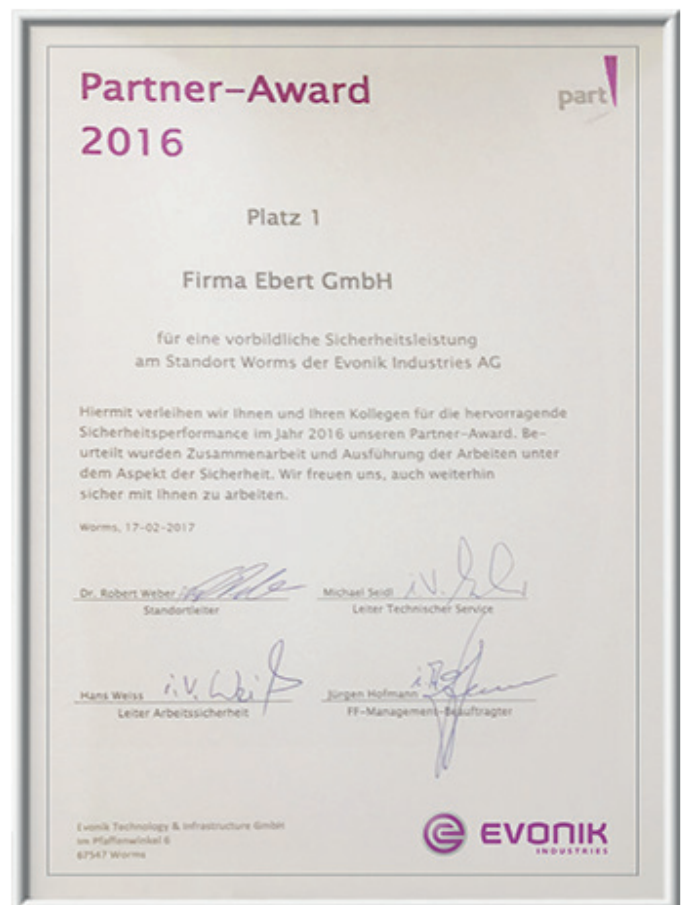 Partner-Award
2016
part
Platz 1
Firma Ebert GmbH
für eine vorbildliche Sicherheitsleistung
am Standort Worms der Evonik Industries AG
Hiermit verleihen wir Ihnen und Ihren Kollegen für die hervorragende
Sicherheitsperformance im Jahr 2016 unseren Partner-Award. Be-
urteilt wurden Zusammenarbeit und Ausführung der Arbeiten unter
dem Aspekt der Sicherheit. Wir freuen uns, auch weiterhin
sicher mit Ihnen zu arbeiten.
Worms, 17-02-2017
Dr. Robert Weber
Standortleiter
Michael Seidl i.V.
Leiter Technischer Service
Hans Weiss i.V. Weiß
Leiter Arbeitssicherheit
Jürgen Hofmann
FF-Management-Beauftragter
Evonik Technology & Infrastructure GmbH
Im Pfaffenwinkel 6
67547 Worms
EVONIK
INDUSTRIES